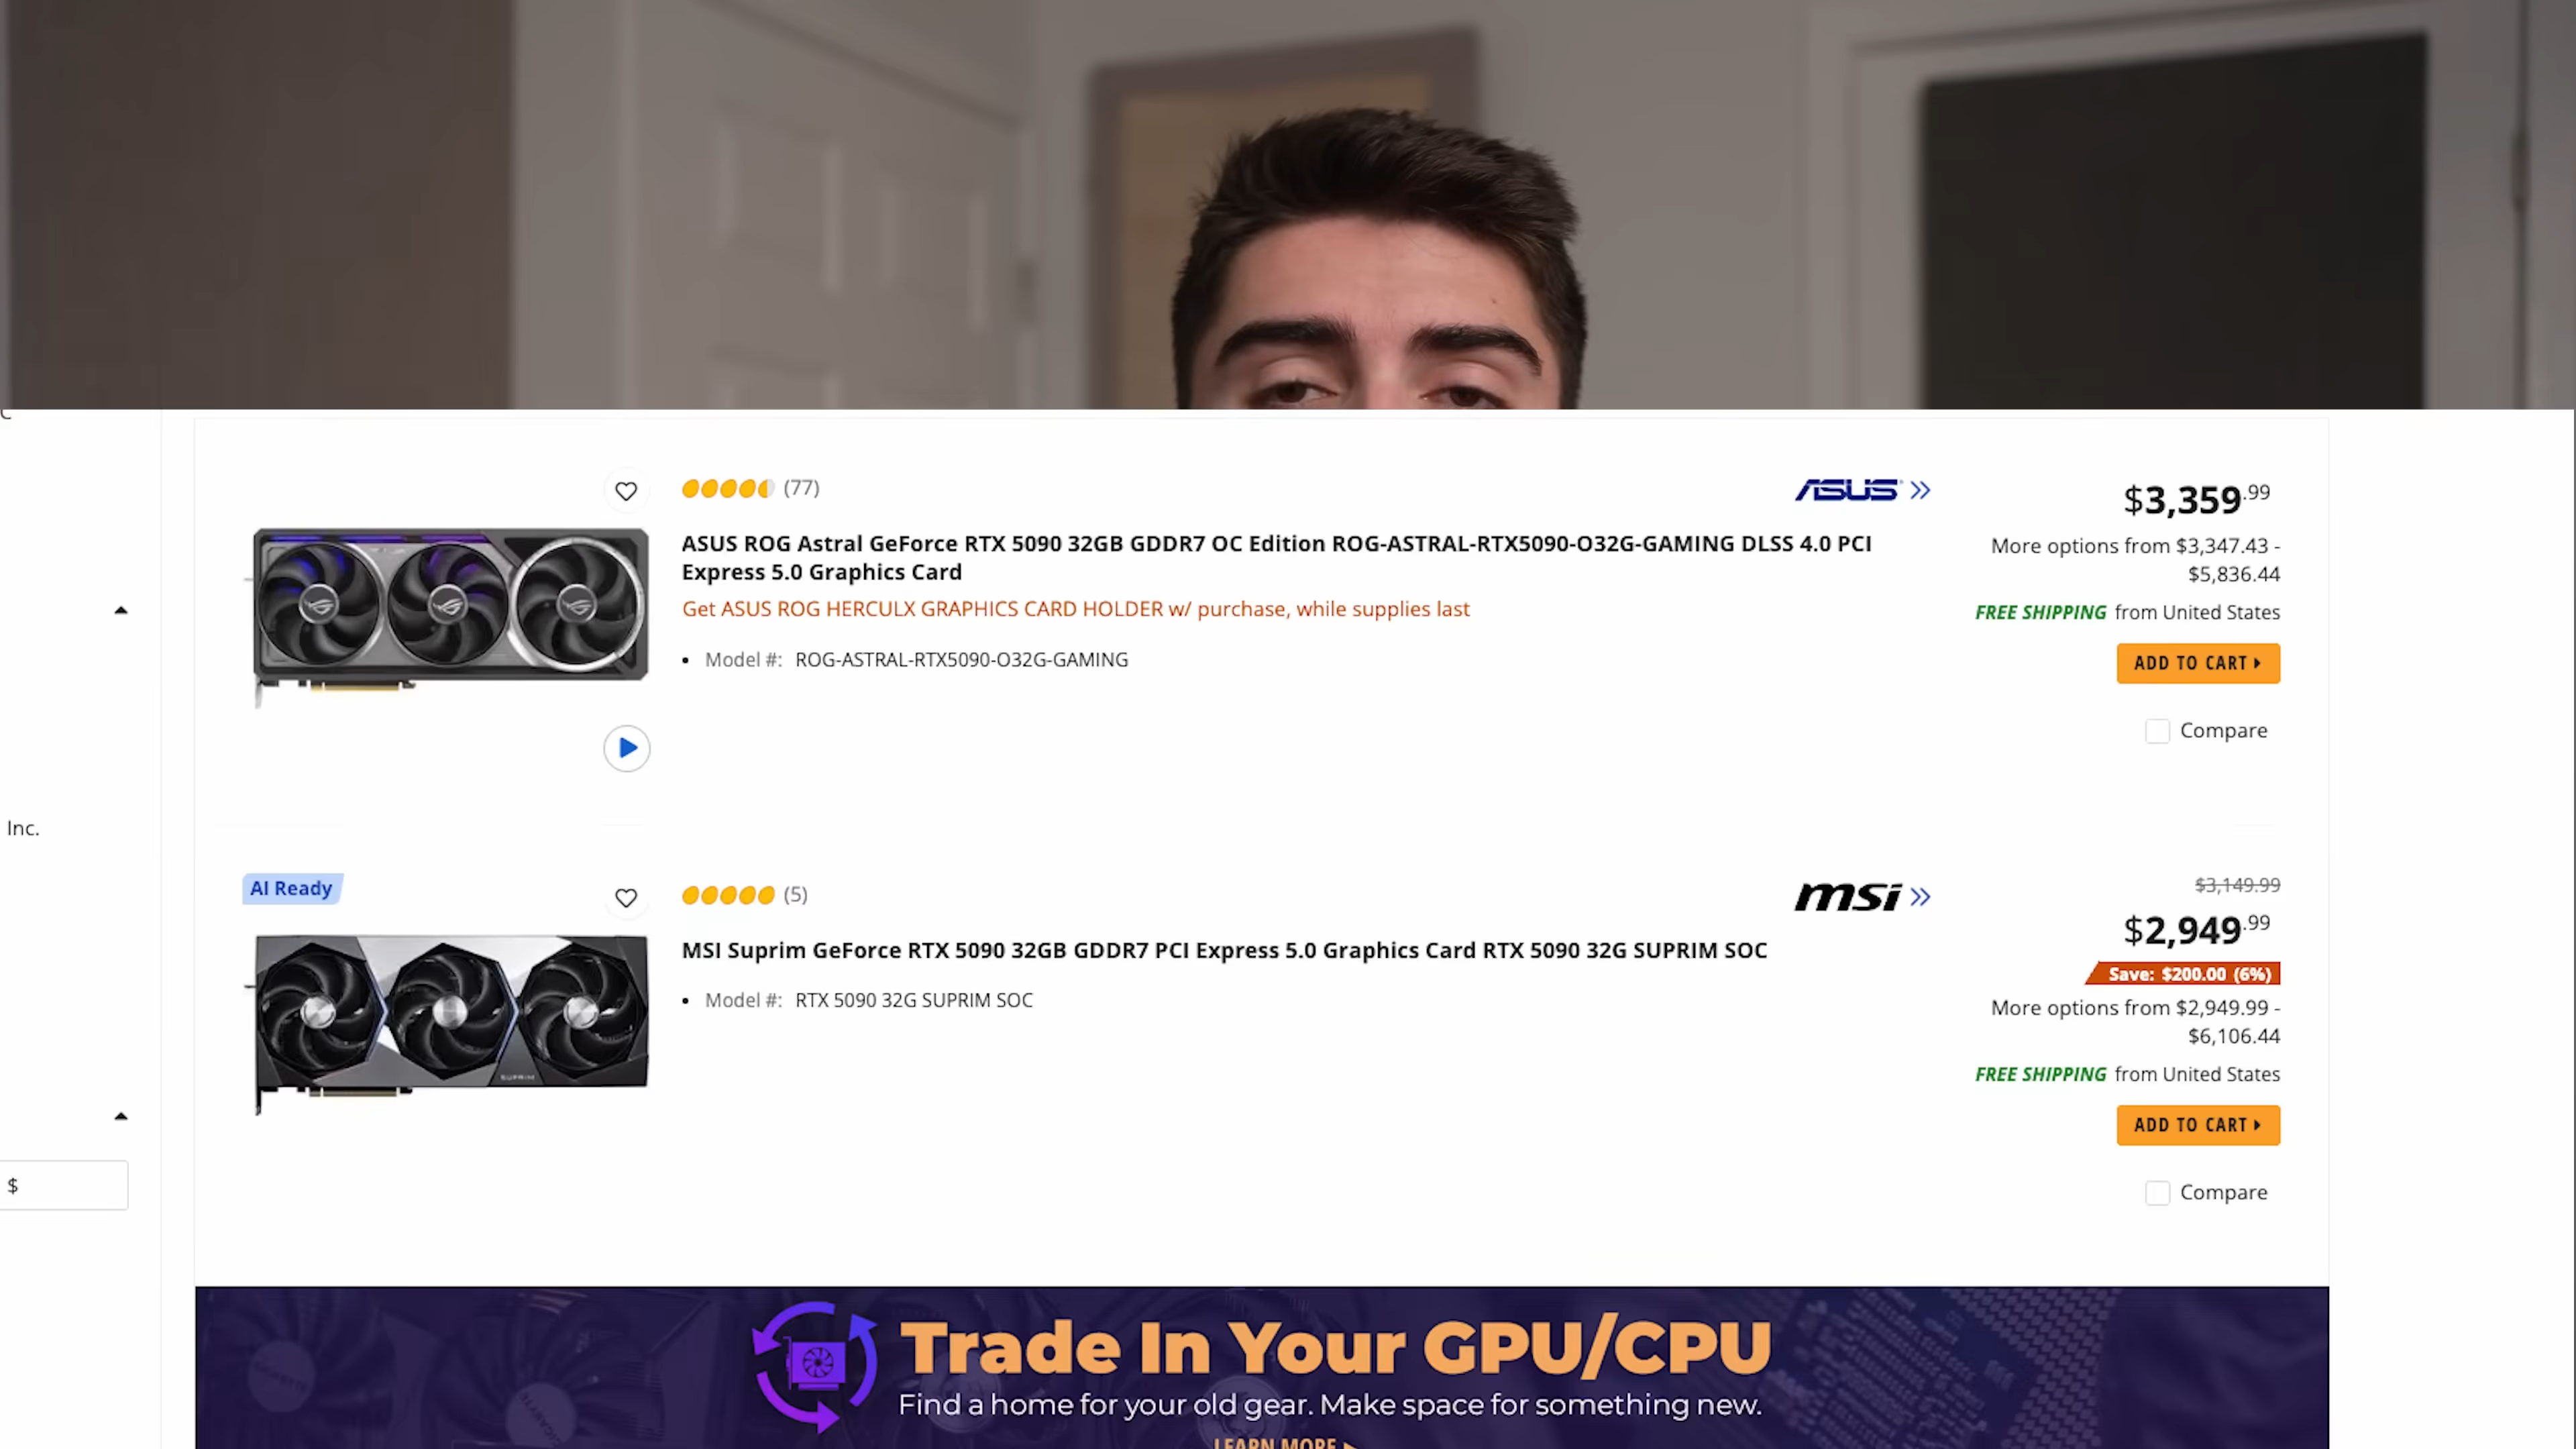 (77)
ASUS
$3,359.99
ASUS ROG Astral GeForce RTX 5090 32GB GDDR7 OC Edition ROG-ASTRAL-RTX5090-O32G-GAMING DLSS 4.0 PCI
Express 5.0 Graphics Card
More options from $3,347.43 -
$5,836.44
Get ASUS ROG HERCULX GRAPHICS CARD HOLDER w/ purchase, while supplies last
FREE SHIPPING from United States
Model #: ROG-ASTRAL-RTX5090-O32G-GAMING
ADD TO CART
Compare
Inc.
AI Ready
(5)
msi
$3,149.99
$2,949.99
MSI Suprim GeForce RTX 5090 32GB GDDR7 PCI Express 5.0 Graphics Card RTX 5090 32G SUPRIM SOC
Save: $200.00 (6%)
Model #: RTX 5090 32G SUPRIM SOC
More options from $2,949.99 -
$6,106.44
SUPRIM
FREE SHIPPING from United States
ADD TO CART
$
Compare
Trade In Your GPU/CPU
Find a home for your old gear. Make space for something new.
LEARN MORE